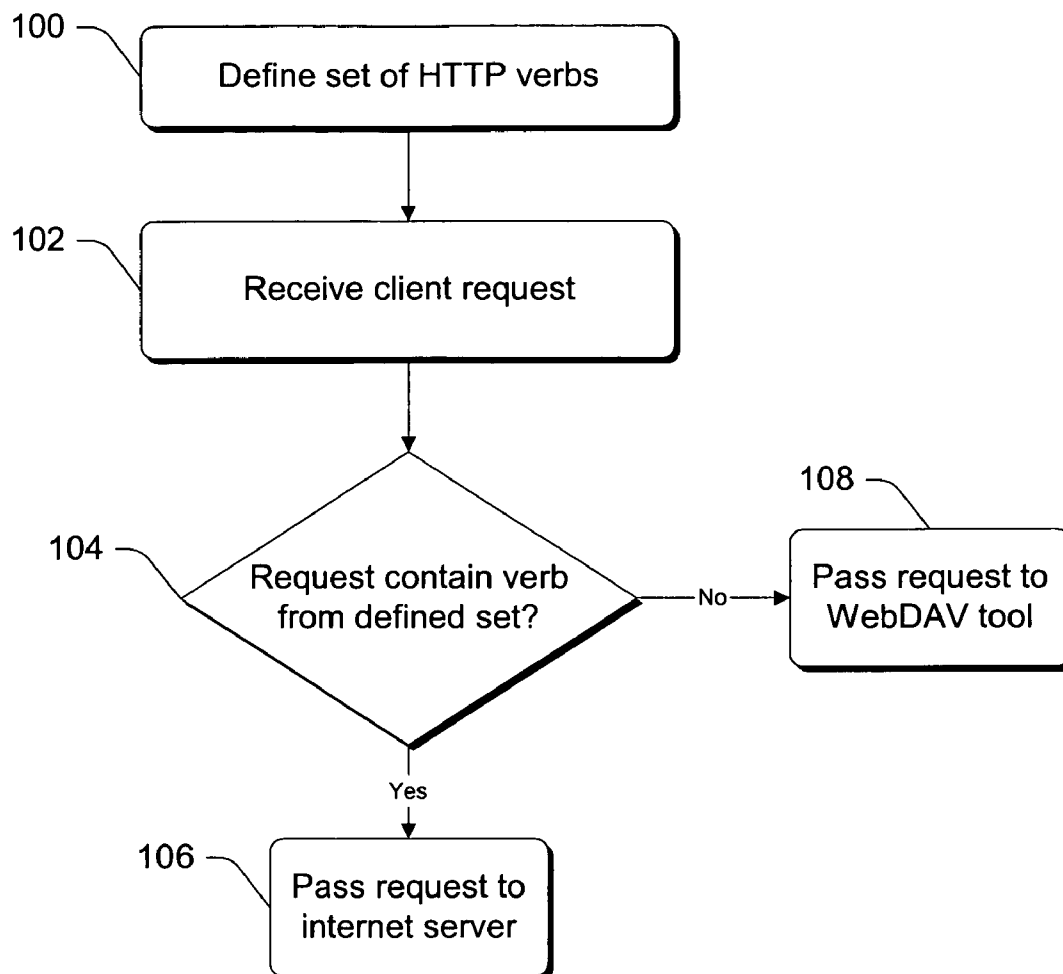 100
Define set of HTTP verbs
102
Receive client request
104
Request contain verb
from defined set?
No
108
Pass request to
WebDAV tool
Yes
106
Pass request to
internet server